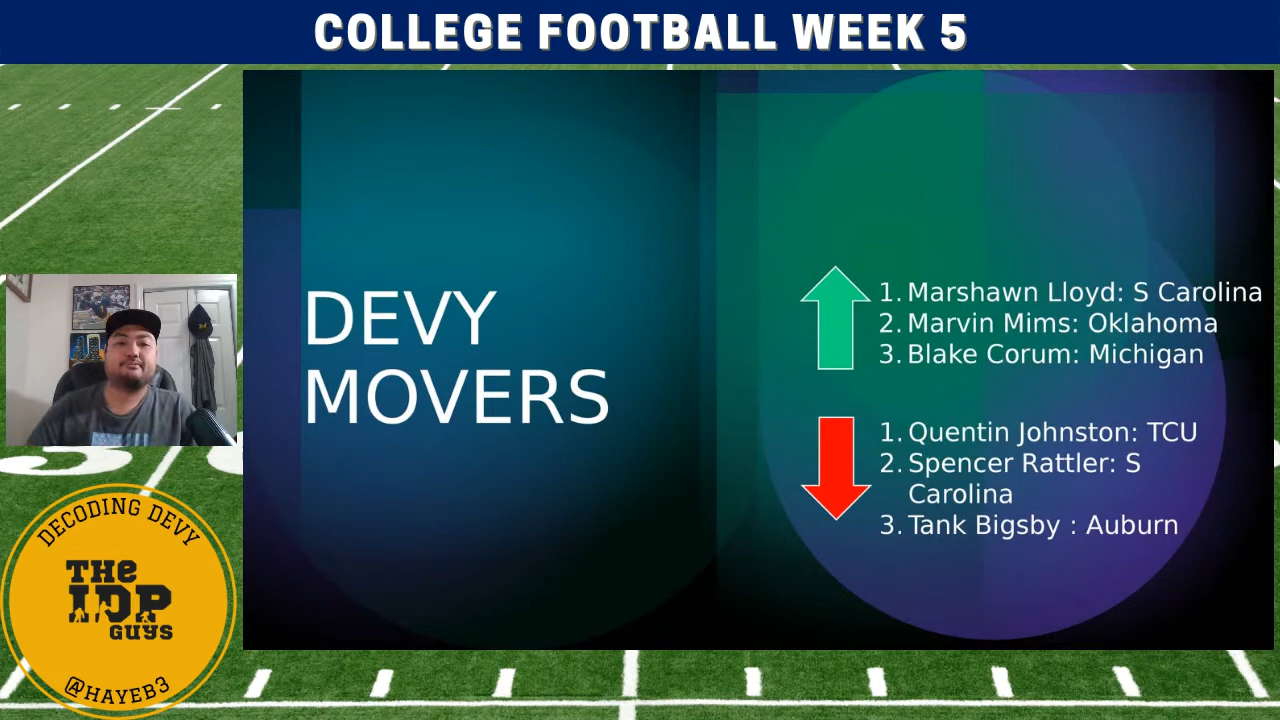 COLLEGE FOOTBALL WEEK 5
DEVY
MOVERS
1. Marshawn Lloyd: S Carolina
2. Marvin Mims: Oklahoma
3. Blake Corum: Michigan
1. Quentin Johnston: TCU
2. Spencer Rattler: S
Carolina
3. Tank Bigsby : Auburn
DECODING DEVY
THe
IDP
GUYS
@HAYEB3